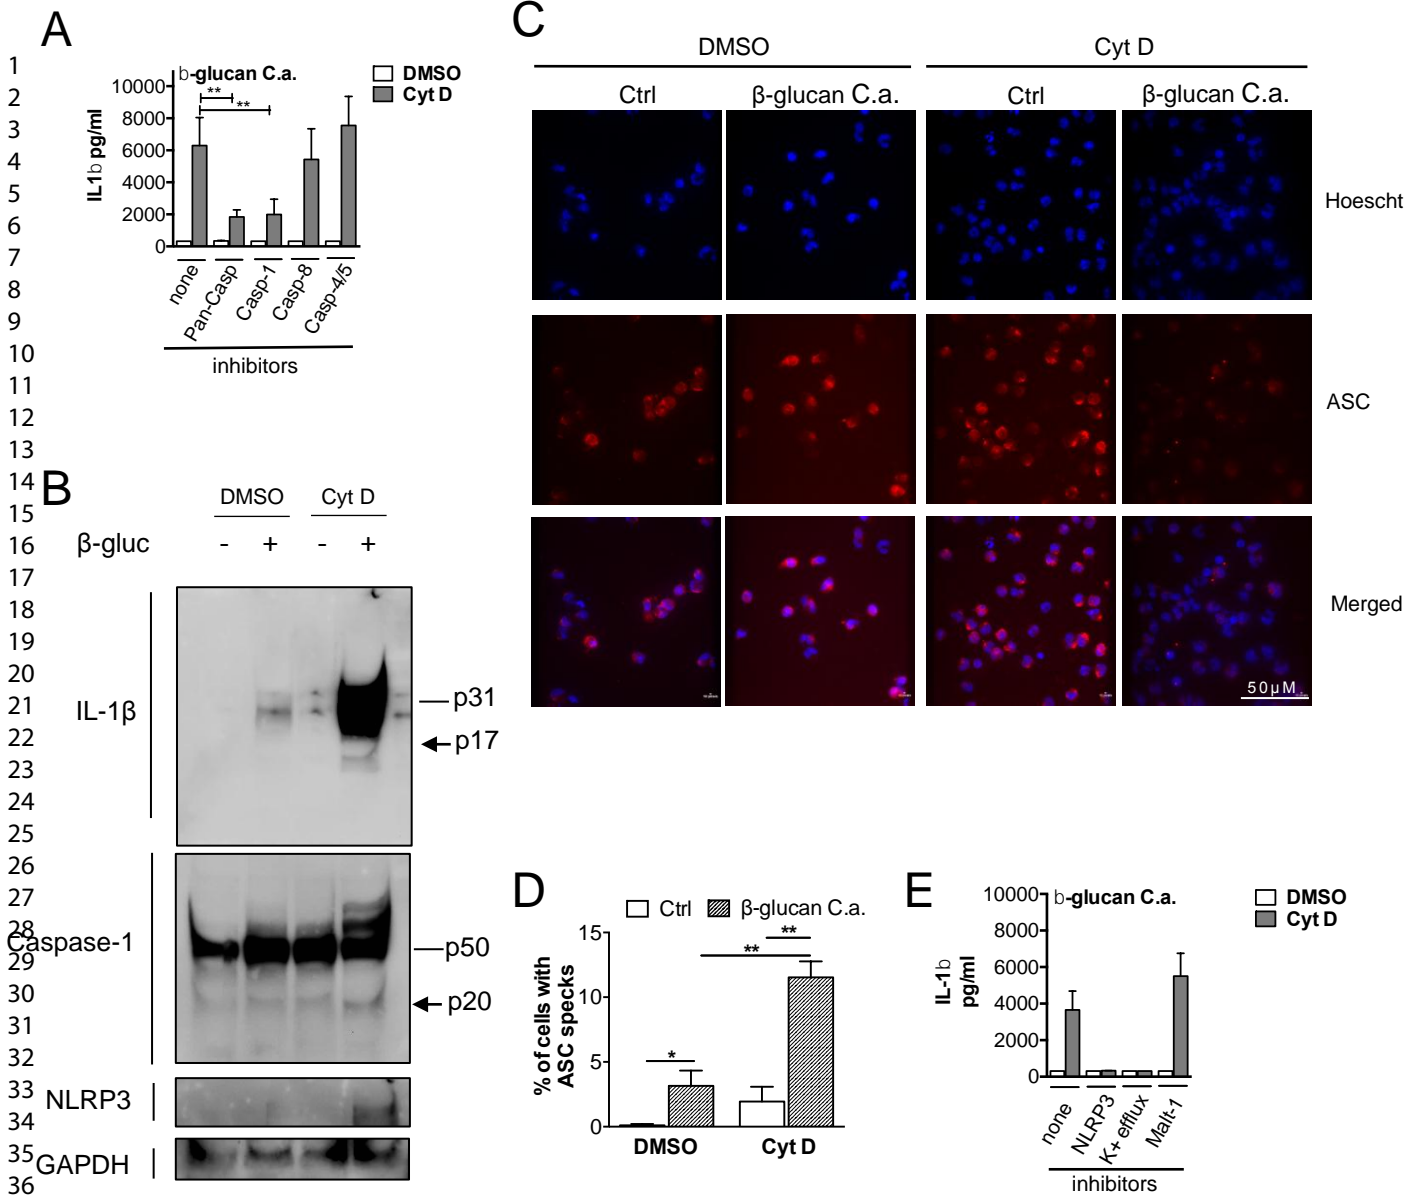 A
b-glucan C.a.
DMSO
Cyt D
**
**
IL1b pg/ml
10000
8000
6000
4000
2000
0
none
Pan-Casp
Casp-1
Casp-8
Casp-4/5
inhibitors
B
DMSO Cyt D
β-gluc - + - +
IL-1β
p31
p17
Caspase-1
p50
p20
NLRP3
GAPDH
C
DMSO Cyt D
Ctrl β-glucan C.a. Ctrl β-glucan C.a.
Hoescht
ASC
Merged
50µM
D
Ctrl β-glucan C.a.
% of cells with
ASC specks
15
10
5
0
*
**
**
DMSO Cyt D
E
b-glucan C.a.
DMSO
Cyt D
IL-1b
pg/ml
10000
8000
6000
4000
2000
0
none
NLRP3
K+ efflux
Malt-1
inhibitors
1
2
3
4
5
6
7
8
9
10
11
12
13
14
15
16
17
18
19
20
21
22
23
24
25
26
27
28
29
30
31
32
33
34
35
36